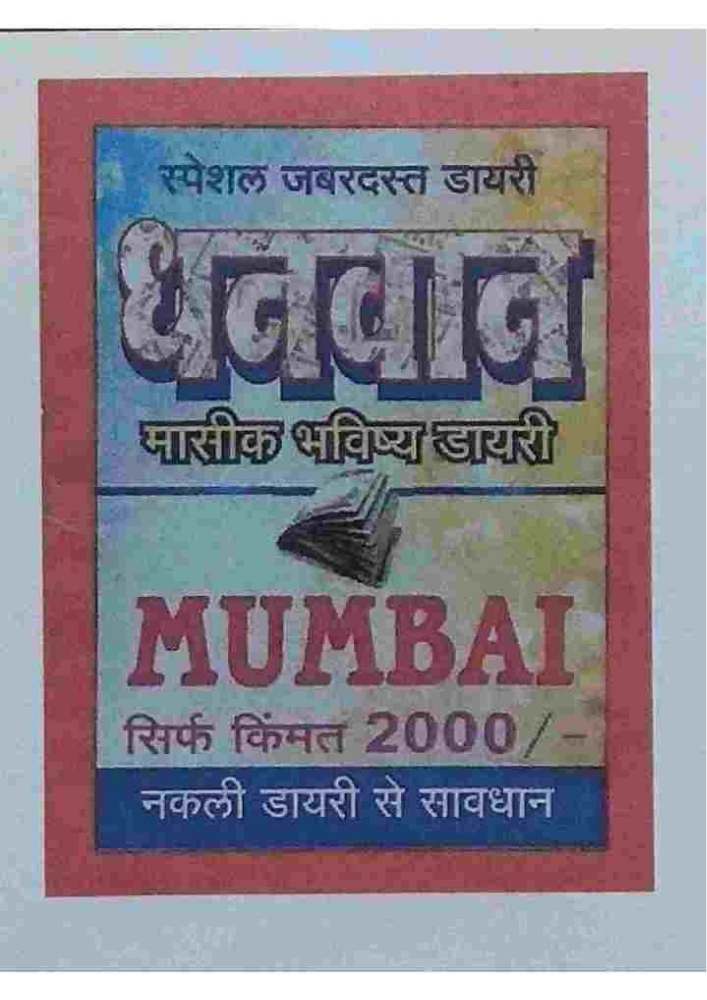 स्पेशल जबरदस्त डायरी
धनवान
मासीक भविष्य डायरी
MUMBAI
सिर्फ किंमत 2000/-
नकली डायरी से सावधान